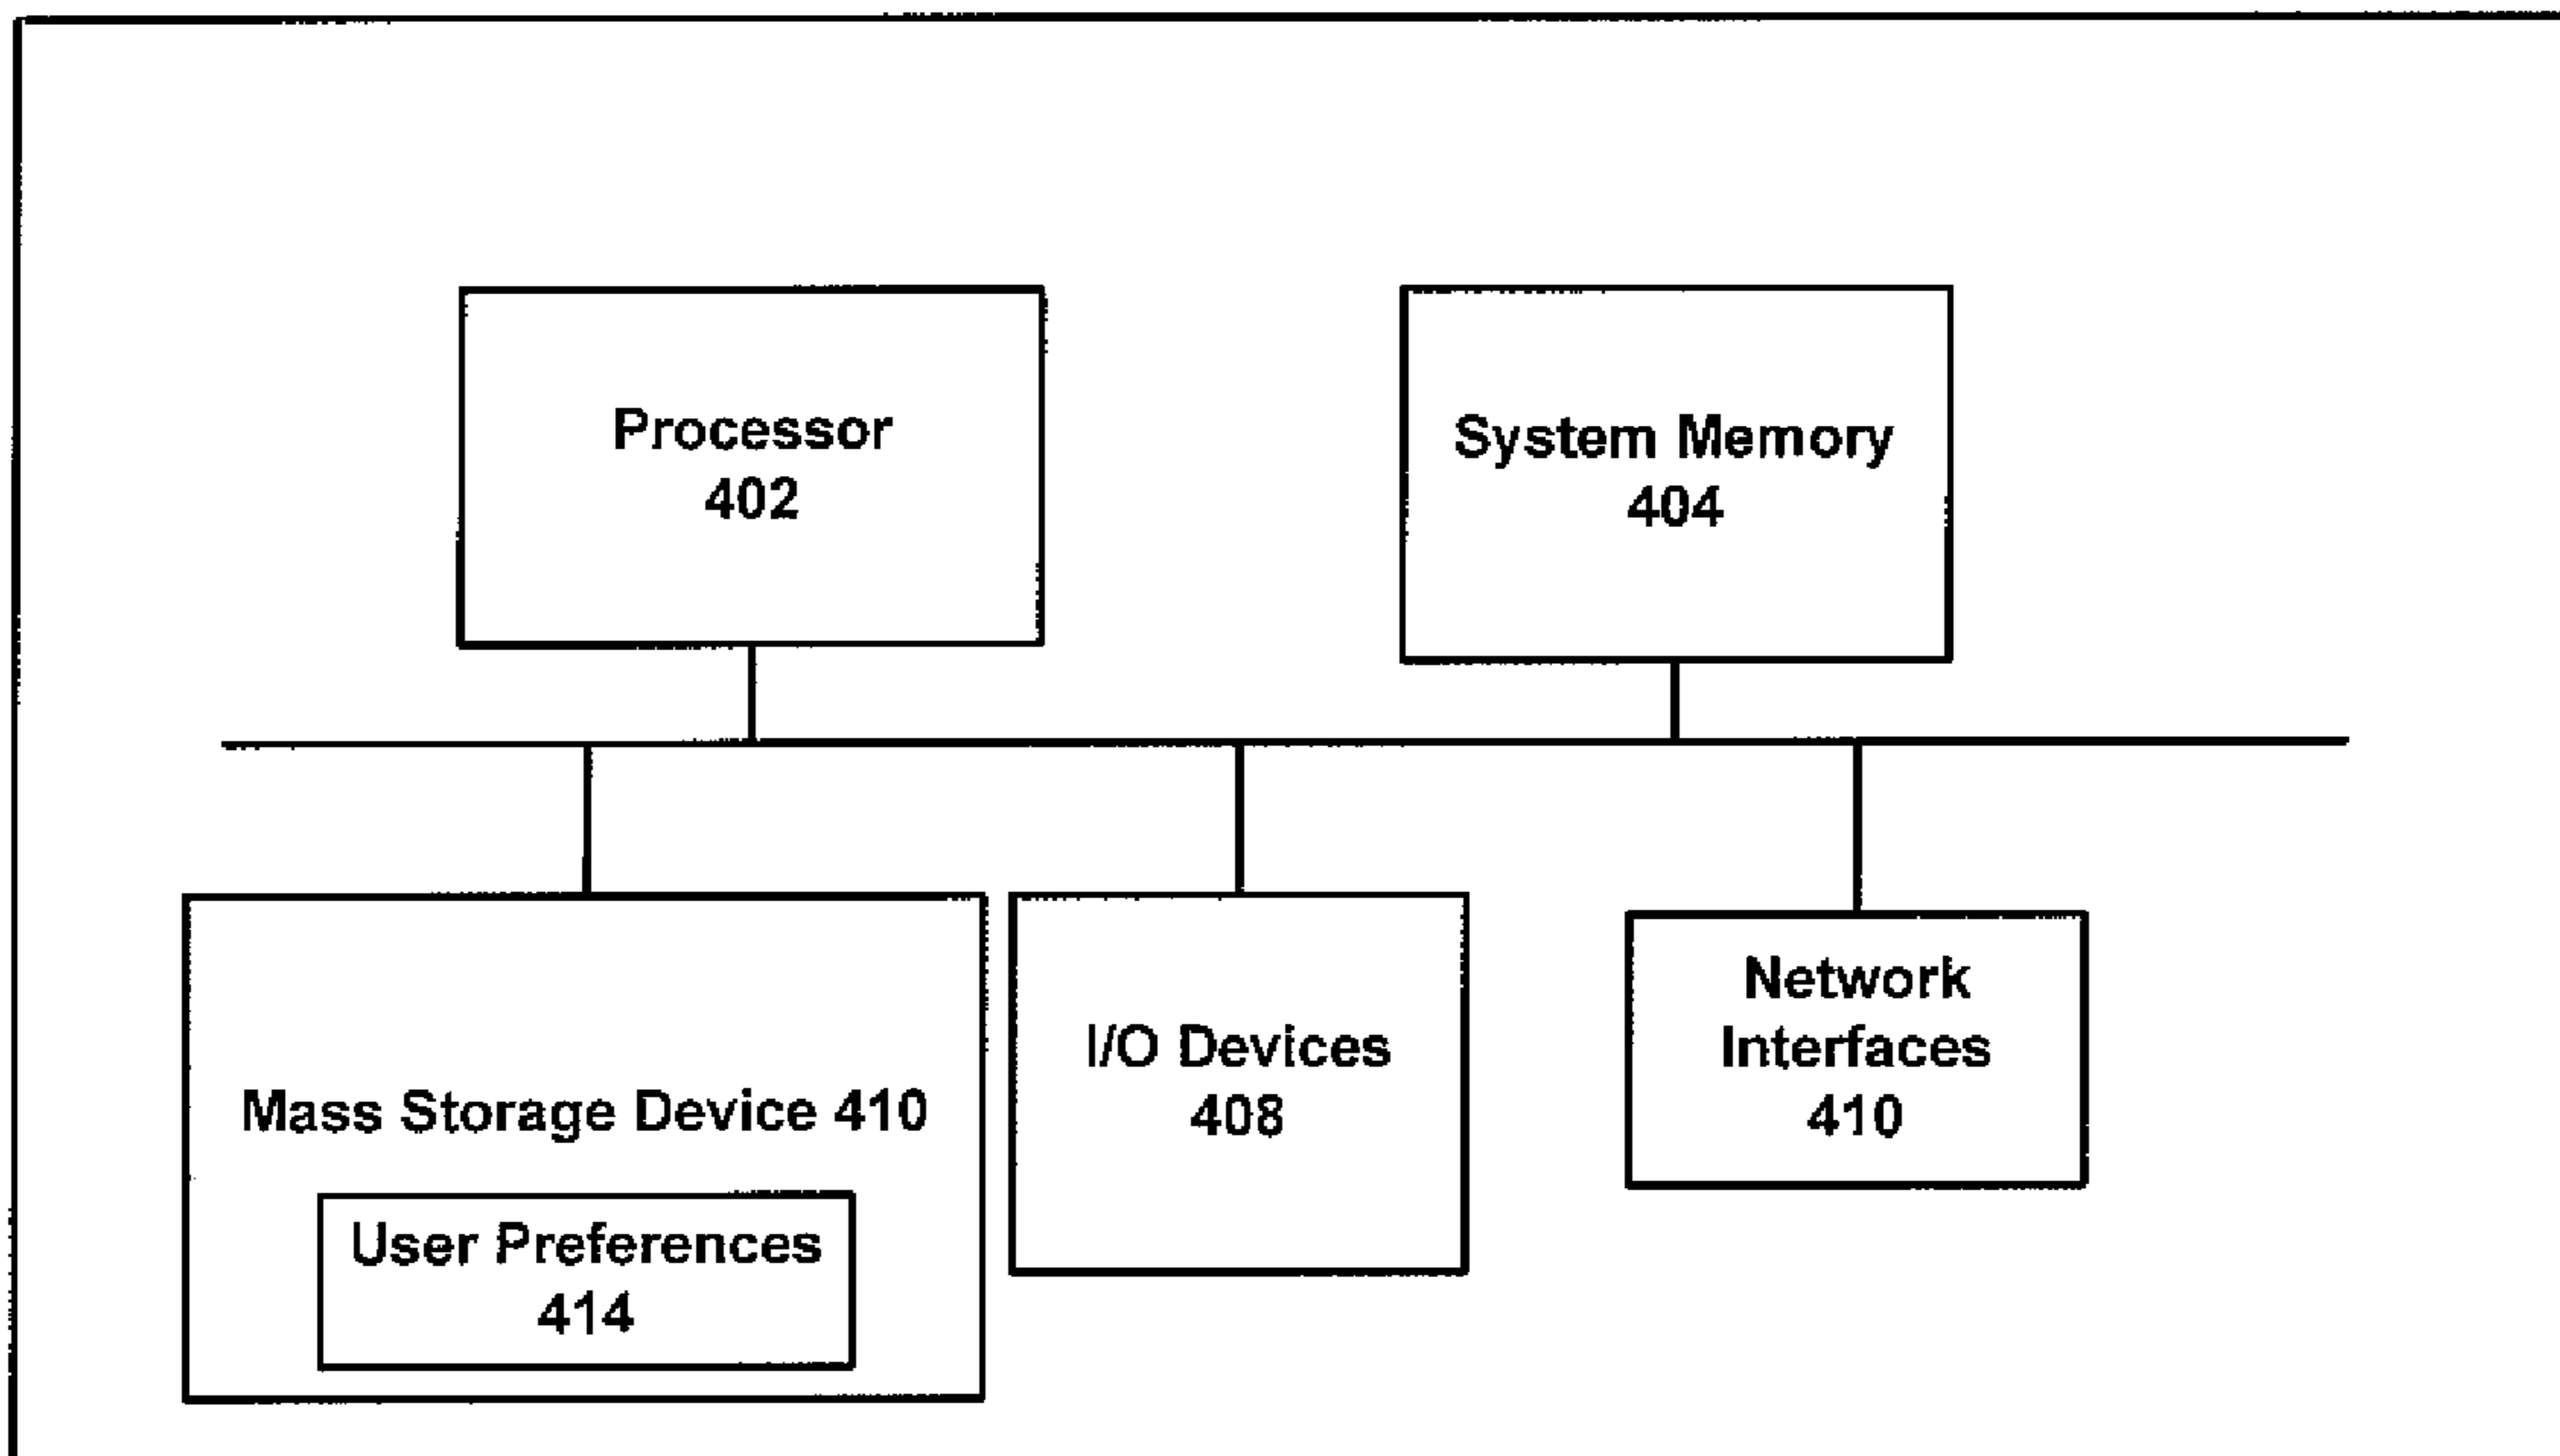 Processor
402
System Memory
404
Mass Storage Device 410
User Preferences
414
I/O Devices
408
Network
Interfaces
410